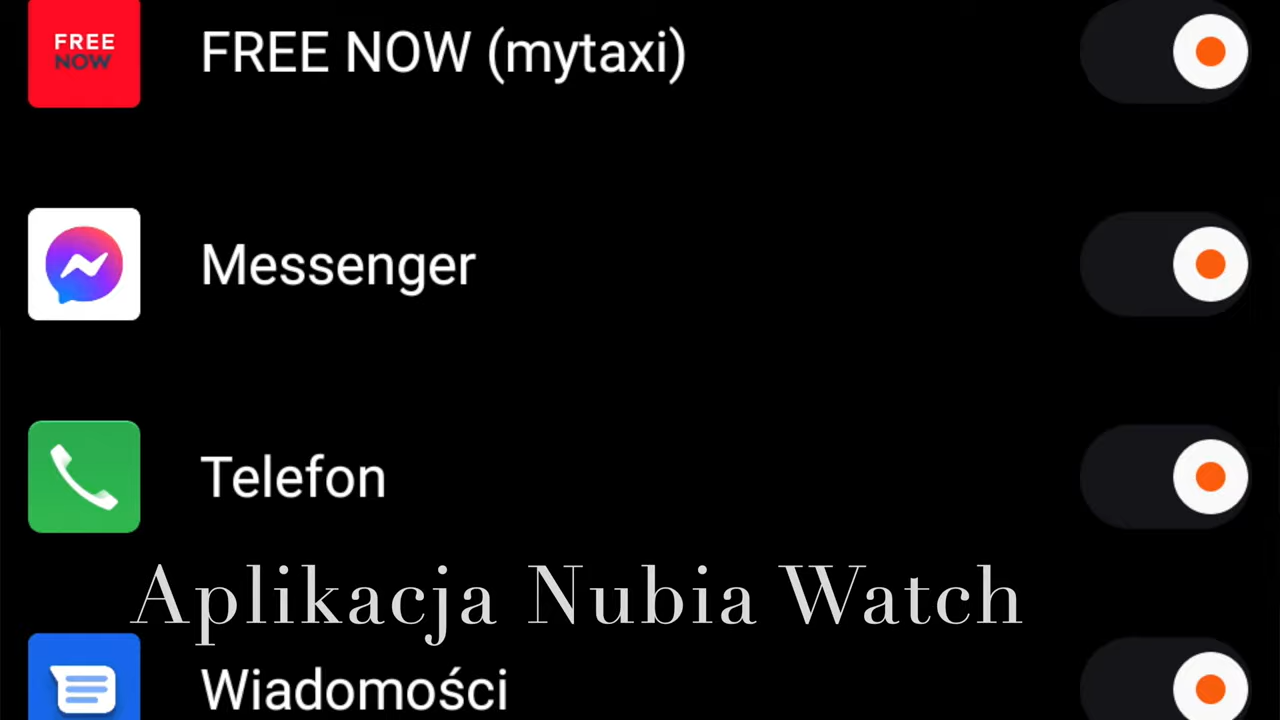 FREE
NOW
FREE NOW (mytaxi)
Messenger
Telefon
Aplikacja Nubia Watch
Wiadomości